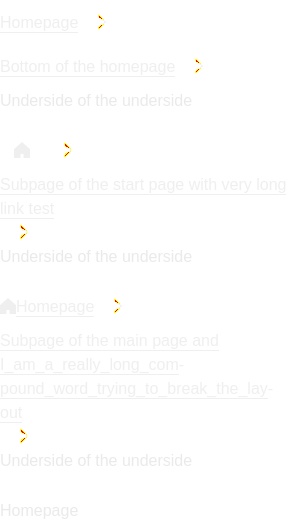 Homepage
Bottom of the homepage
Underside of the underside
Subpage of the start page with very long
link test
Underside of the underside
Homepage
Subpage of the main page and
I_am_a_really_long_com-
pound_word_trying_to_break_the_lay-
out
Underside of the underside
Homepage